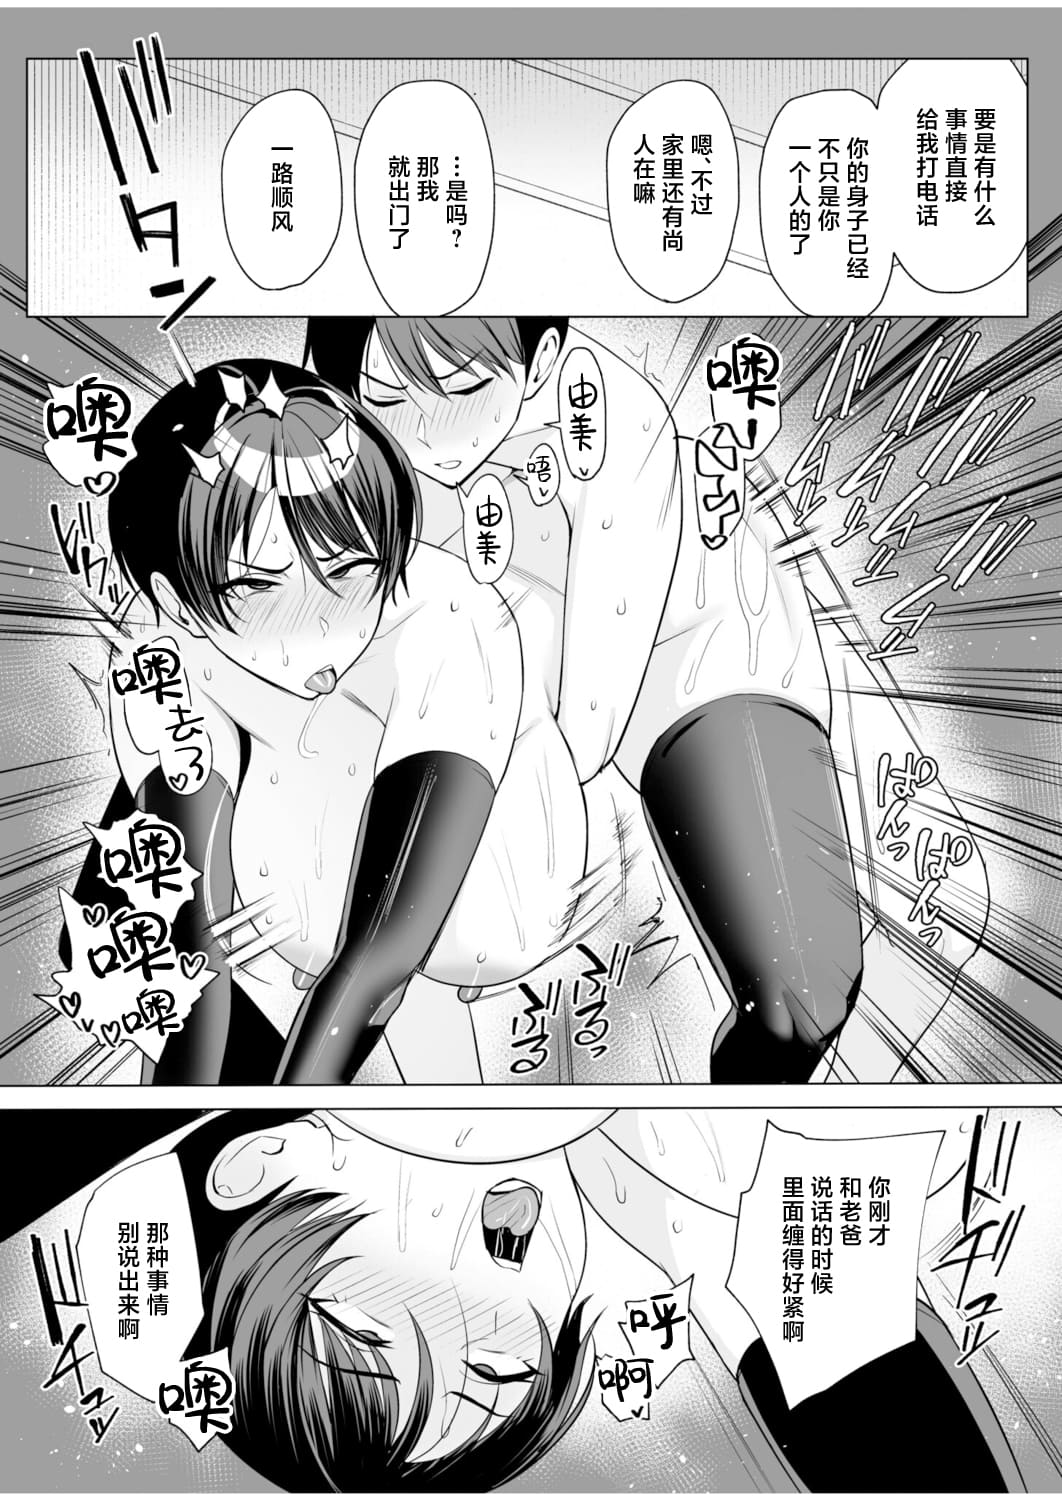 要是有什么
事情直接
给我打电话
你的身子已经
不只是你
一个人的了
嗯、不过
家里还有尚
人在嘛
…是吗?
那我
就出门了
一路顺风
タン
噢♡
由美
唔
由美
噢
噢
去了
噢
噢
噢
ぱんっ
ぱんっ
ぶるっ
ぶるっ
你刚才
和老爸
说话的时候
里面缠得好紧啊
那种事情
别说出来啊
呼
啊
噢